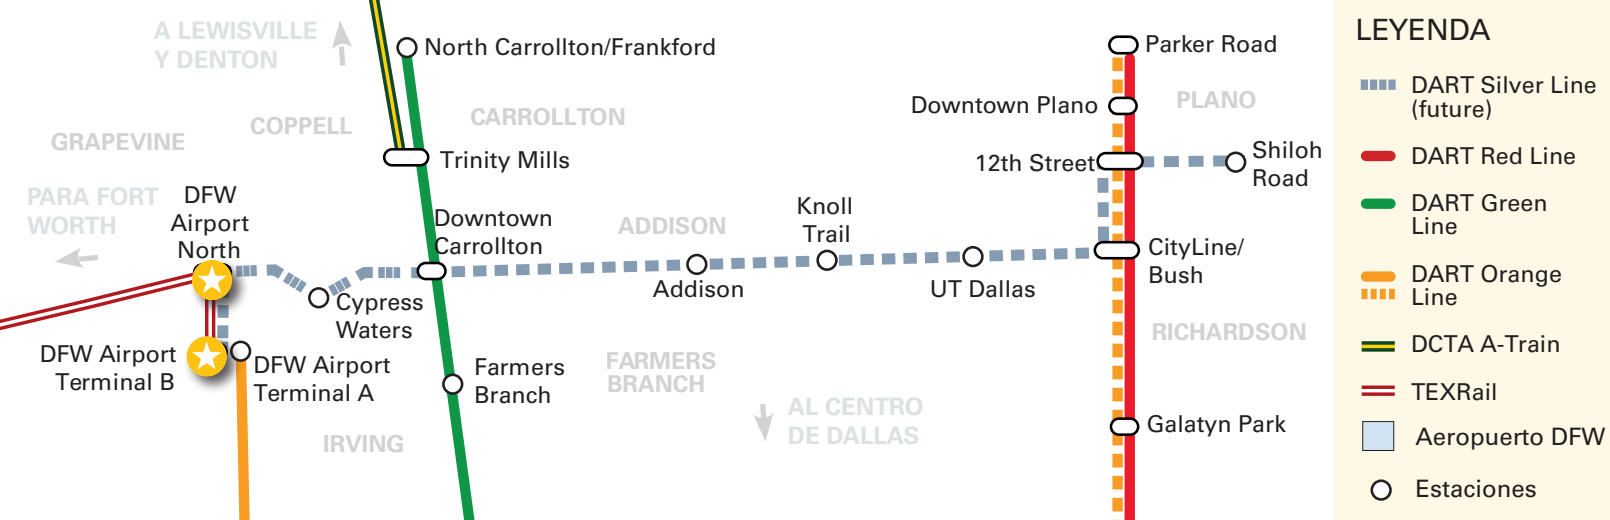 A LEWISVILLE
Y DENTON
North Carrollton/Frankford
COPPELL
CARROLLTON
GRAPEVINE
Trinity Mills
PARA FORT
WORTH
DFW
Airport
North
Downtown
Carrollton
ADDISON
Knoll
Trail
Cypress
Waters
Addison
UT Dallas
DFW Airport
Terminal B
DFW Airport
Terminal A
Farmers
Branch
FARMERS
BRANCH
IRVING
AL CENTRO
DE DALLAS
Parker Road
Downtown Plano
PLANO
12th Street
Shiloh
Road
CityLine/
Bush
RICHARDSON
Galatyn Park
LEYENDA
DART Silver Line
(future)
DART Red Line
DART Green
Line
DART Orange
Line
DCTA A-Train
TEXRail
Aeropuerto DFW
Estaciones